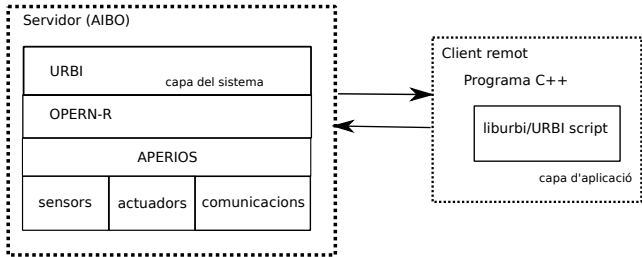 Servidor (AIBO)
URBI
capa del sistema
OPERN-R
APERIOS
sensors
actuadors
comunicacions
Client remot
Programa C++
liburbi/URBI script
capa d'aplicació